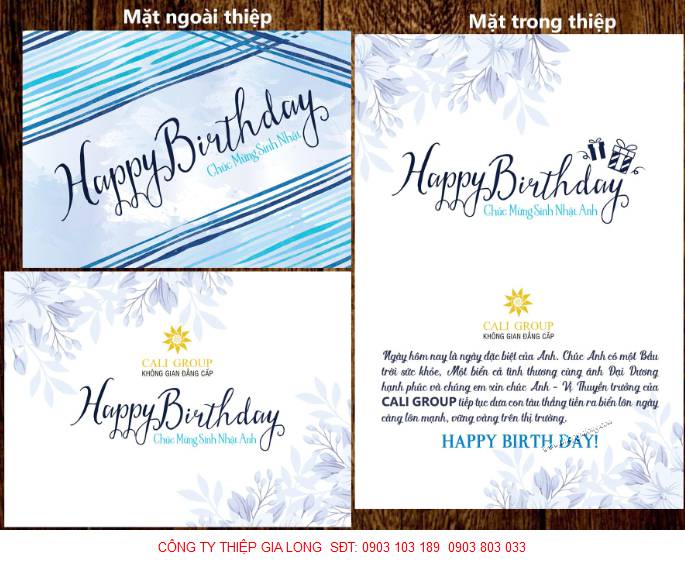 Mặt ngoài thiệp
Happy Birthday
Chúc Mừng Sinh Nhật
CALI GROUP
KHÔNG GIAN ĐẲNG CẤP
Happy Birthday
Chúc Mừng Sinh Nhật Anh
Mặt trong thiệp
Happy Birthday
Chúc Mừng Sinh Nhật Anh
CALI GROUP
KHÔNG GIAN ĐẲNG CẤP
Ngày hôm nay là ngày đặc biệt của Anh. Chúc Anh có một Bầu
trời sức khỏe, Một biển cả tình thương cùng ánh Đại Dương
hạnh phúc và chúng em xin chúc Anh - Vị Thuyền trưởng của
CALI GROUP tiếp tục đưa con tàu thẳng tiến ra biển lớn ngày
càng lớn mạnh, vững vàng trên thị trường.
HAPPY BIRTH DAY!
CÔNG TY THIỆP GIA LONG SĐT: 0903 103 189 0903 803 033